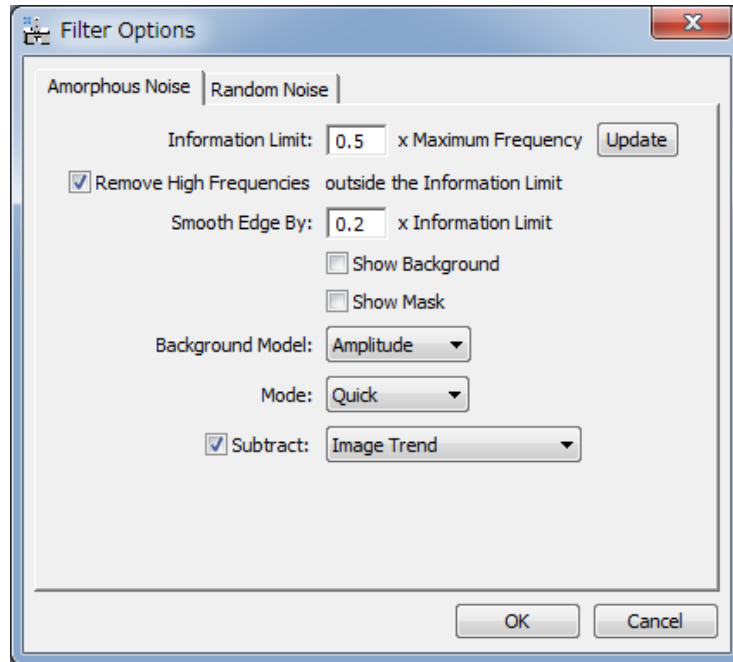 Filter Options
Amorphous Noise Random Noise
Information Limit: 0.5 x Maximum Frequency Update
Remove High Frequencies outside the Information Limit
Smooth Edge By: 0.2 x Information Limit
Show Background
Show Mask
Background Model: Amplitude
Mode: Quick
Subtract: Image Trend
OK Cancel